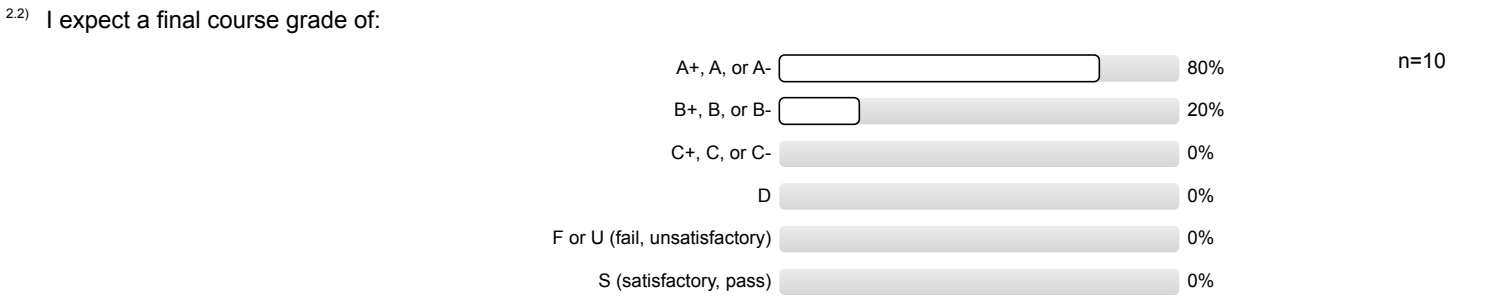 2.2) I expect a final course grade of:
A+, A, or A- 80% n=10
B+, B, or B- 20%
C+, C, or C- 0%
D 0%
F or U (fail, unsatisfactory) 0%
S (satisfactory, pass) 0%